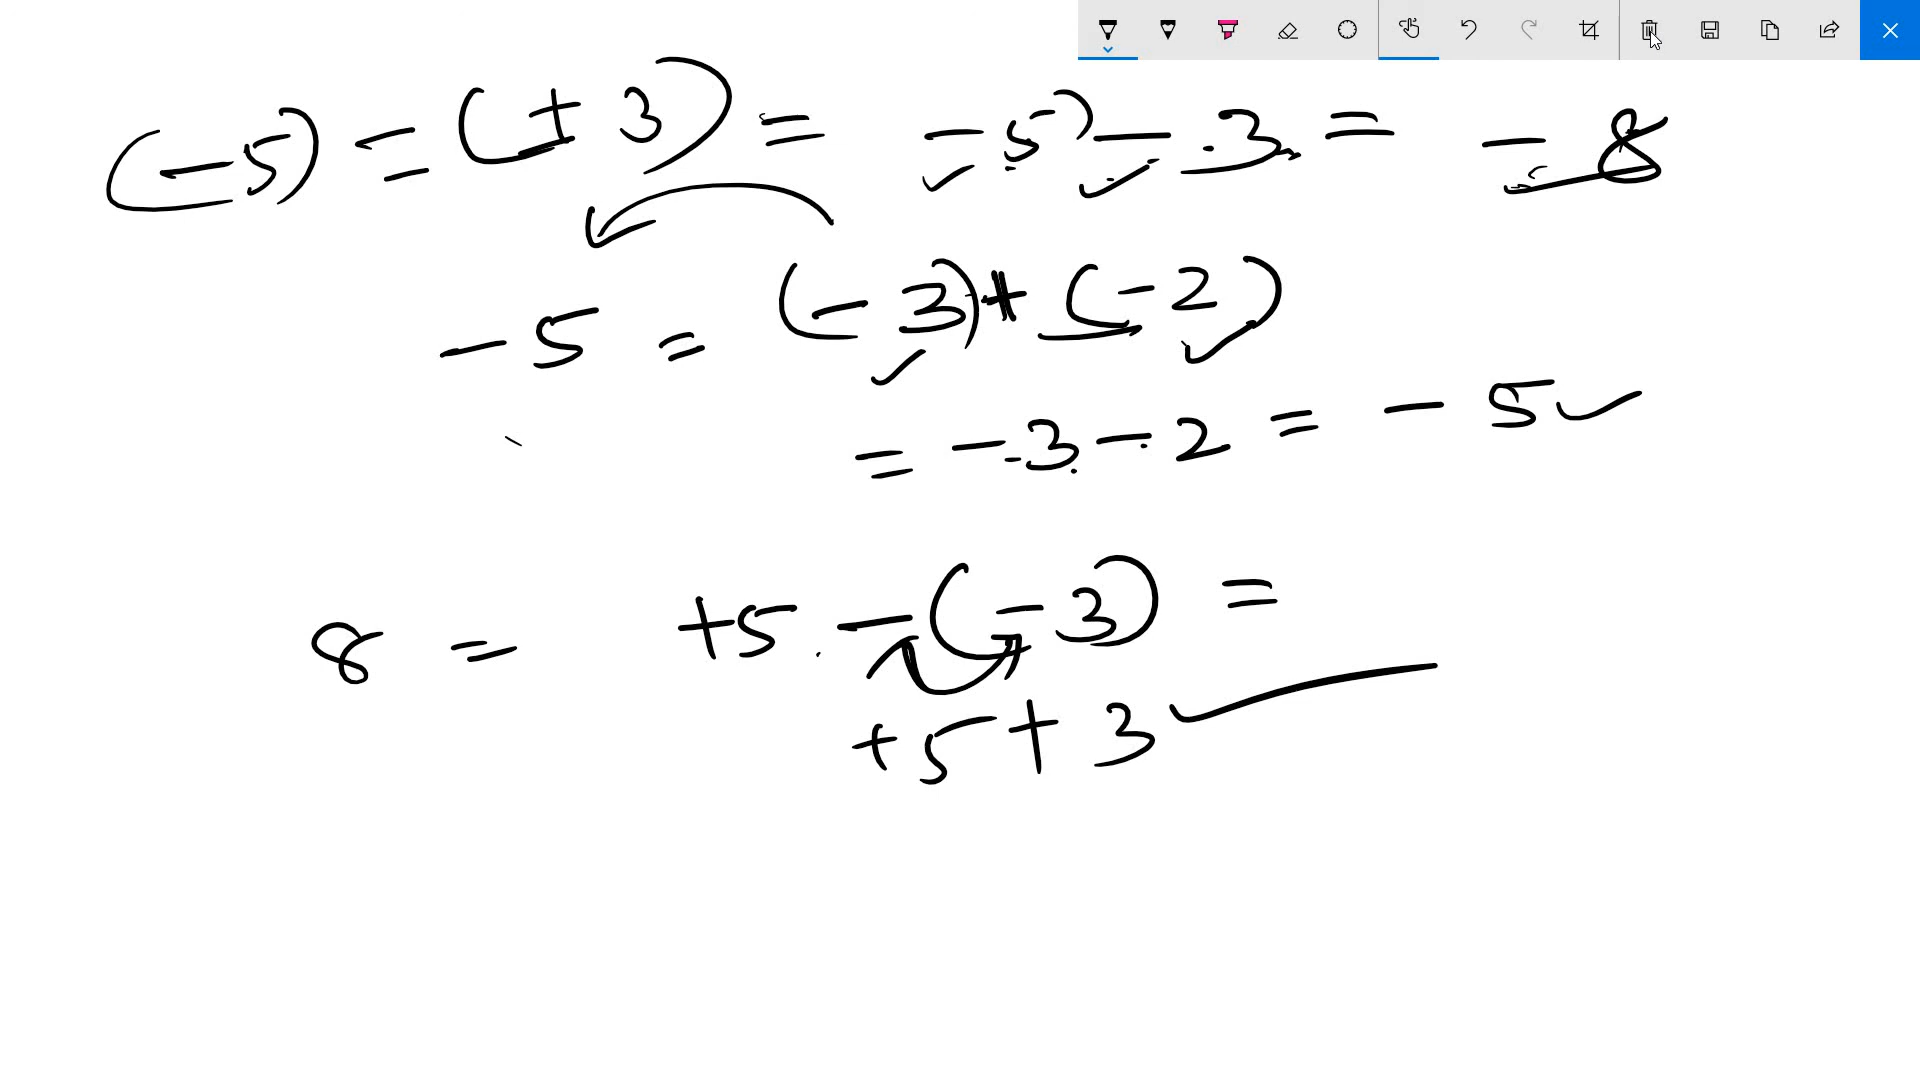 (-5) = (+3) = -5) - 3 = -8
-5 = (-3) + (-2)
= -3 - 2 = -5
8 = +5 - (-3) =
+5 + 3